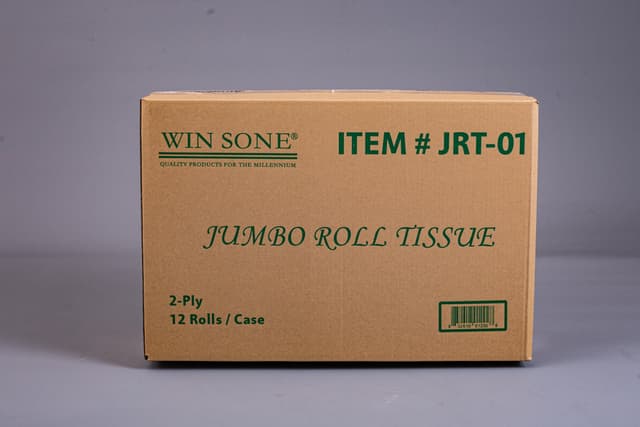 WIN SONE®
QUALITY PRODUCTS FOR THE MILLENNIUM
ITEM # JRT-01
JUMBO ROLL TISSUE
2-Ply
12 Rolls / Case